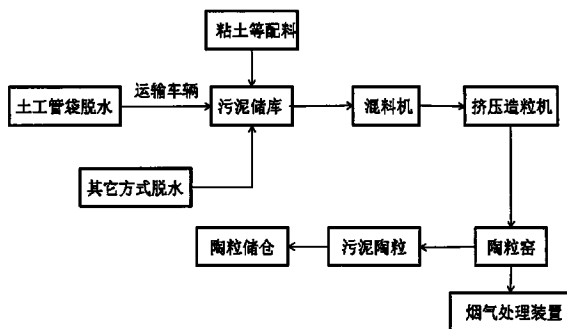 粘土等配料
土工管袋脱水
运输车辆
污泥储库
混料机
挤压造粒机
其它方式脱水
陶粒储仓
污泥陶粒
陶粒窑
烟气处理装置